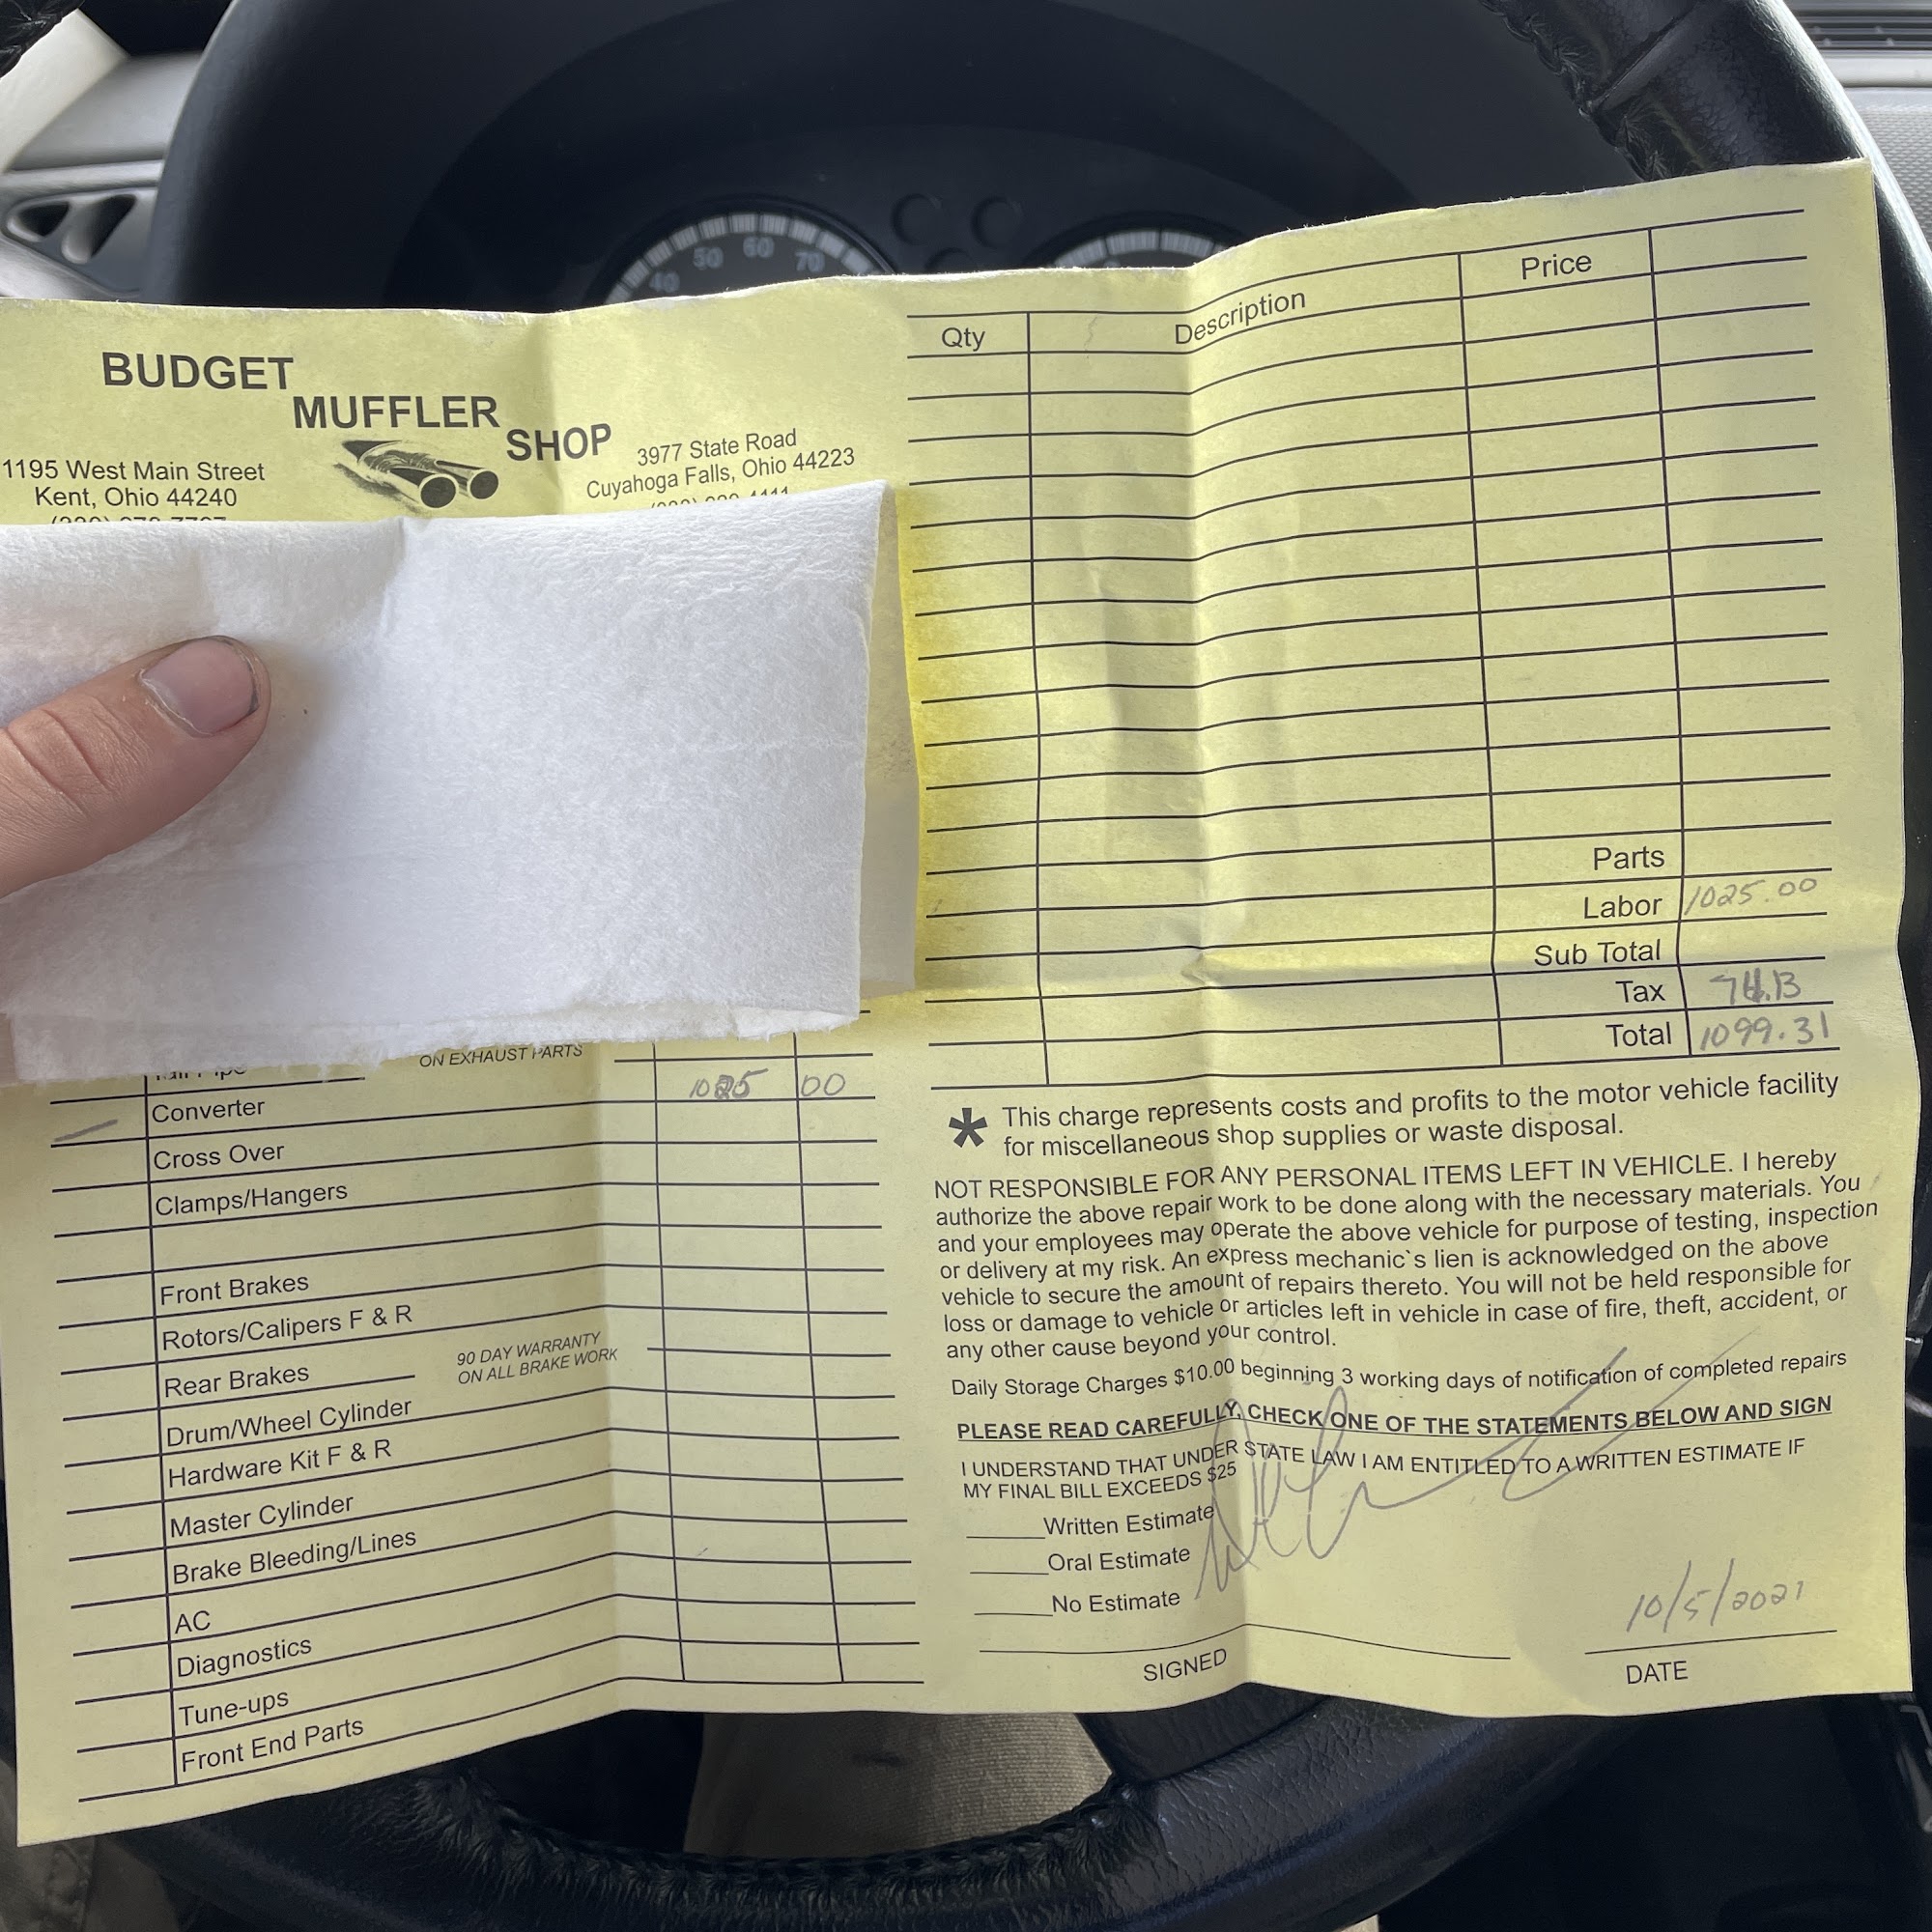 40 50 60 70
BUDGET
MUFFLER
SHOP
1195 West Main Street
Kent, Ohio 44240
3977 State Road
Cuyahoga Falls, Ohio 44223
ON EXHAUST PARTS
Converter 1025 00
Cross Over
Clamps/Hangers
Front Brakes
Rotors/Calipers F & R
Rear Brakes
90 DAY WARRANTY
ON ALL BRAKE WORK
Drum/Wheel Cylinder
Hardware Kit F & R
Master Cylinder
Brake Bleeding/Lines
AC
Diagnostics
Tune-ups
Front End Parts
Qty Description Price
Parts
Labor 1025.00
Sub Total
Tax
Total 1099.31
* This charge represents costs and profits to the motor vehicle facility
for miscellaneous shop supplies or waste disposal.
NOT RESPONSIBLE FOR ANY PERSONAL ITEMS LEFT IN VEHICLE. I hereby
authorize the above repair work to be done along with the necessary materials. You
and your employees may operate the above vehicle for purpose of testing, inspection
or delivery at my risk. An express mechanic`s lien is acknowledged on the above
vehicle to secure the amount of repairs thereto. You will not be held responsible for
loss or damage to vehicle or articles left in vehicle in case of fire, theft, accident, or
any other cause beyond your control.
Daily Storage Charges $10.00 beginning 3 working days of notification of completed repairs
PLEASE READ CAREFULLY, CHECK ONE OF THE STATEMENTS BELOW AND SIGN
I UNDERSTAND THAT UNDER STATE LAW I AM ENTITLED TO A WRITTEN ESTIMATE IF
MY FINAL BILL EXCEEDS $25
Written Estimate
Oral Estimate
No Estimate
10/5/2021
SIGNED
DATE